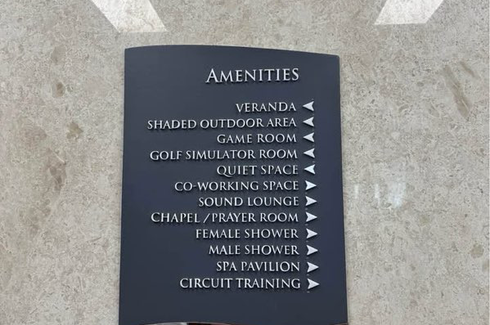 AMENITIES
VERANDA
SHADED OUTDOOR AREA
GAME ROOM
GOLF SIMULATOR ROOM
QUIET SPACE
CO-WORKING SPACE
SOUND LOUNGE
CHAPEL / PRAYER ROOM
FEMALE SHOWER
MALE SHOWER
SPA PAVILION
CIRCUIT TRAINING